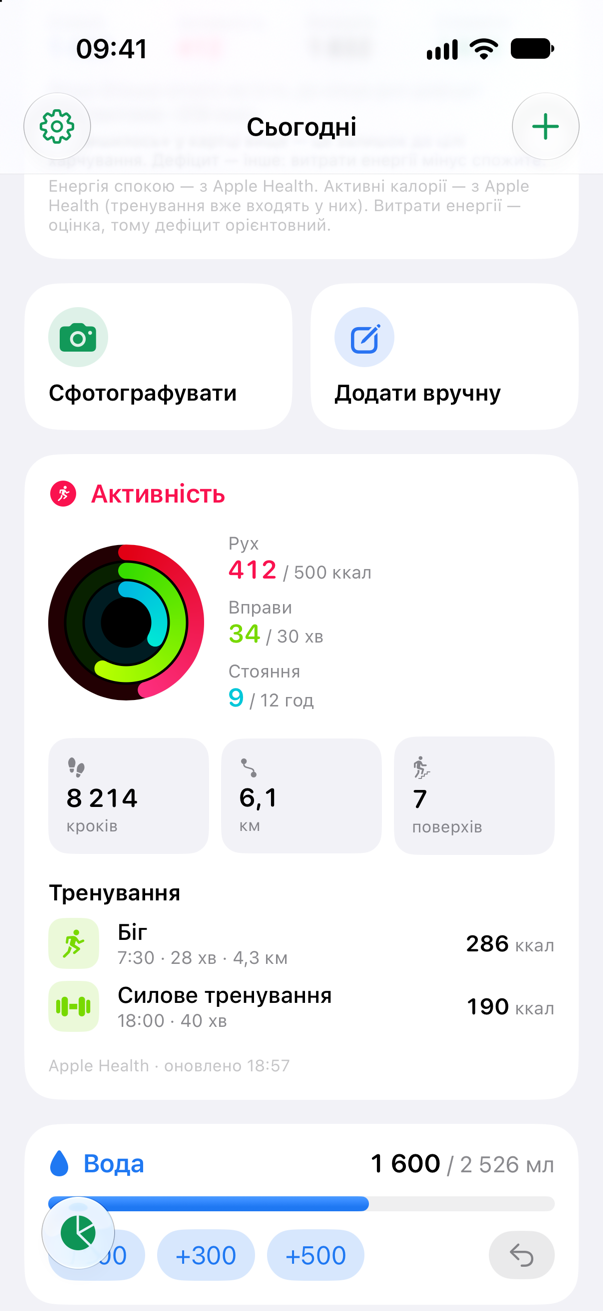 09:41
Сьогодні
Енергія спокою — з Apple Health. Активні калорії — з Apple
Health (тренування вже входять у них). Витрати енергії —
оцінка, тому дефіцит орієнтовний.
Сфотографувати
Додати вручну
Активність
Рух
412 / 500 ккал
Вправи
34 / 30 хв
Стояння
9 / 12 год
8 214
кроків
6,1
км
7
поверхів
Тренування
Біг
7:30 · 28 хв · 4,3 км
286 ккал
Силове тренування
18:00 · 40 хв
190 ккал
Apple Health · оновлено 18:57
Вода
1 600 / 2 526 мл
+300
+500